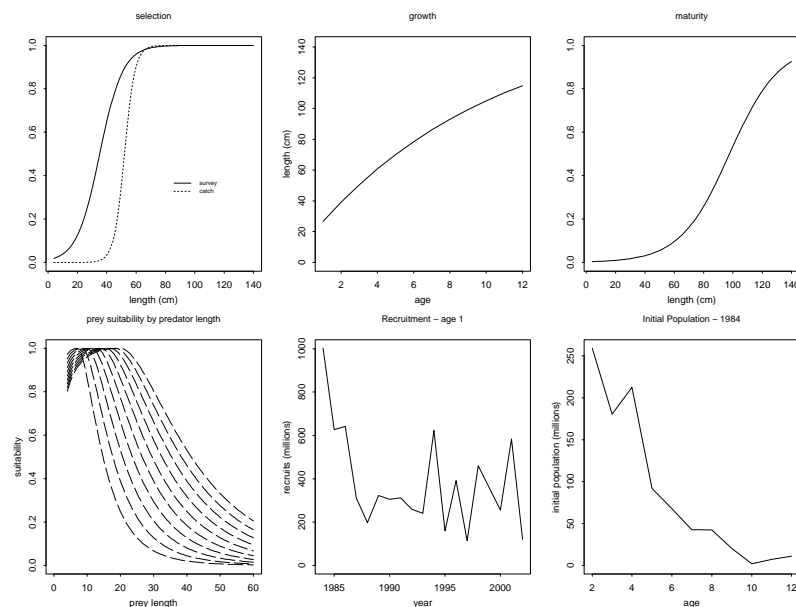 selection
0.0 0.2 0.4 0.6 0.8 1.0
survey
catch
0 20 40 60 80 100 120 140
length (cm)
growth
length (cm)
0 20 40 60 80 100 120 140
2 4 6 8 10 12
age
maturity
0.0 0.2 0.4 0.6 0.8 1.0
0 20 40 60 80 100 120 140
length (cm)
prey suitability by predator length
suitability
0.0 0.2 0.4 0.6 0.8 1.0
0 10 20 30 40 50 60
prey length
Recruitment – age 1
recruits (millions)
0 200 400 600 800 1000
1985 1990 1995 2000
year
Initial Population – 1984
initial population (millions)
0 50 100 150 200 250
2 4 6 8 10 12
age